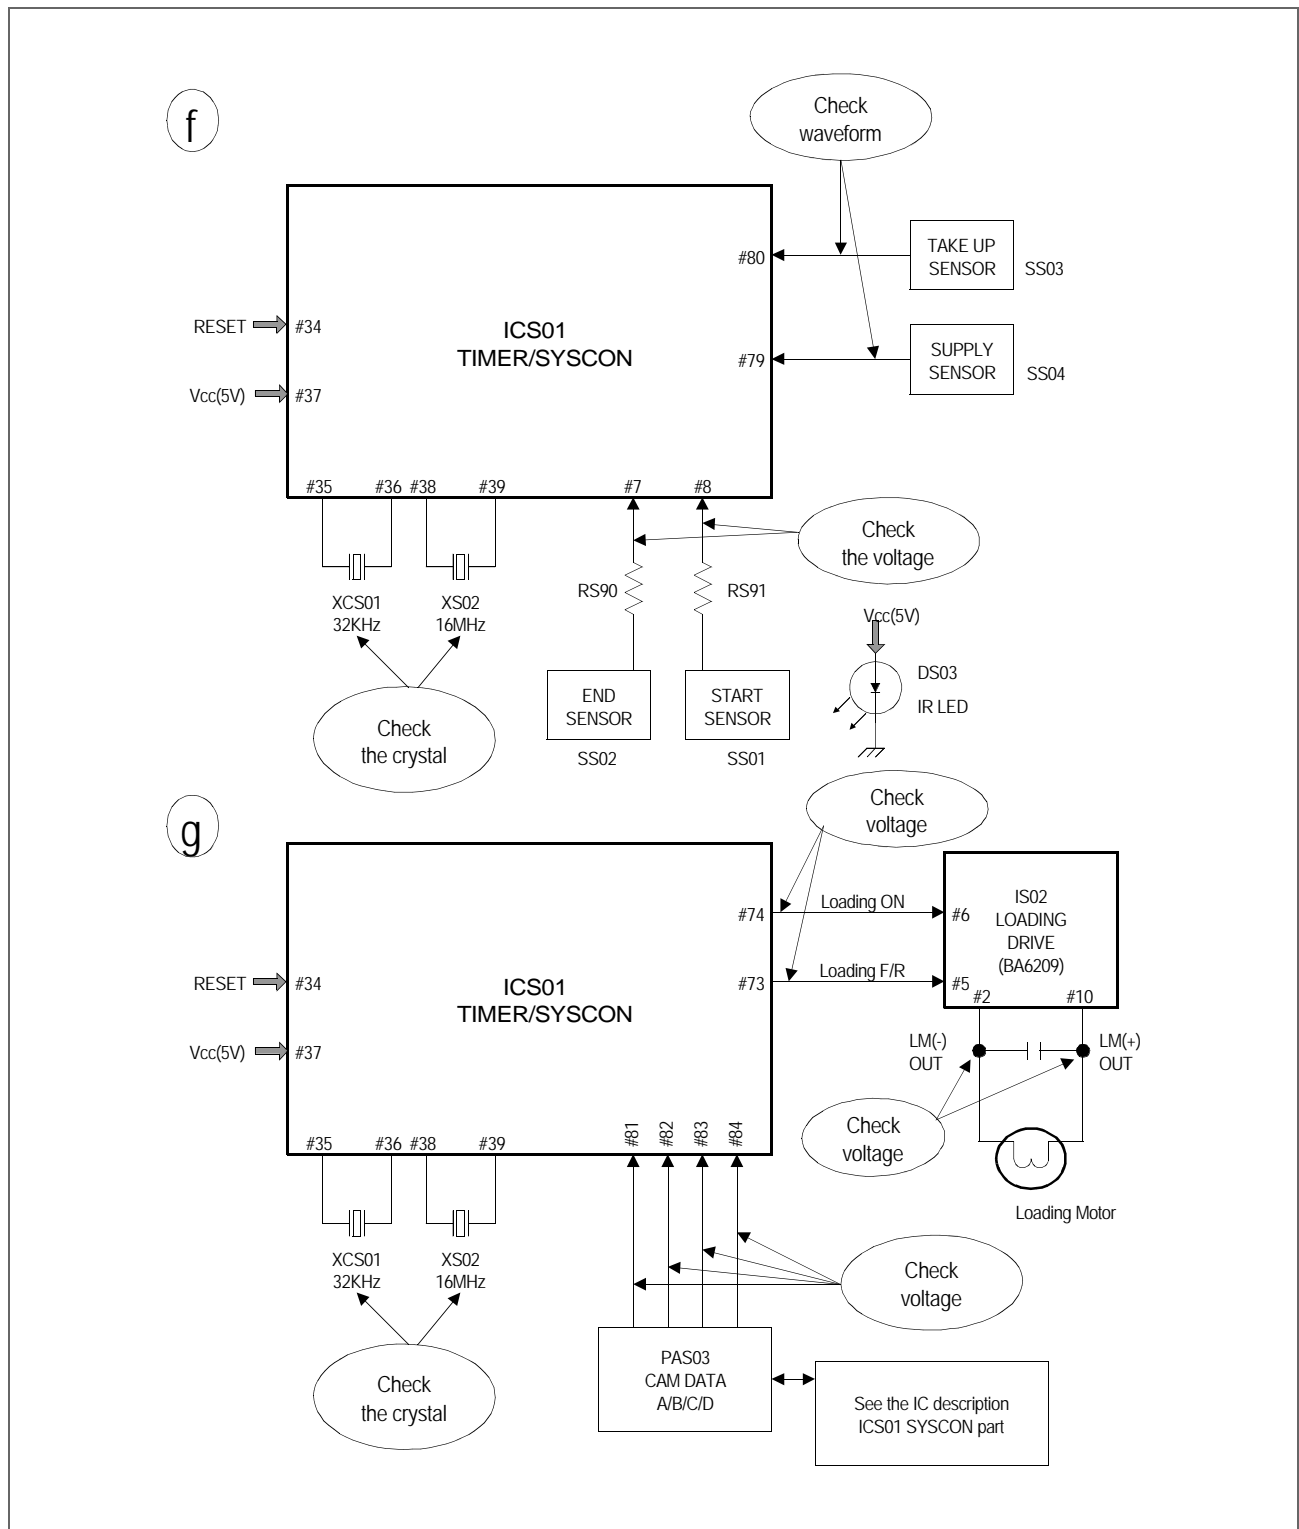 f
Check
waveform
#80
TAKE UP
SENSOR
SS03
RESET
#34
ICS01
TIMER/SYSCON
#79
SUPPLY
SENSOR
SS04
Vcc(5V)
#37
#35
#36
#38
#39
#7
#8
Check
the voltage
RS90
RS91
XCS01
32KHz
XS02
16MHz
Vcc(5V)
DS03
IR LED
END
SENSOR
START
SENSOR
Check
the crystal
SS02
SS01
g
Check
voltage
#74
Loading ON
#6
IS02
LOADING
DRIVE
(BA6209)
RESET
#34
ICS01
TIMER/SYSCON
#73
Loading F/R
#5
#2
#10
Vcc(5V)
#37
LM(-)
OUT
LM(+)
OUT
#35
#36
#38
#39
#81
#82
#83
#84
Check
voltage
Loading Motor
XCS01
32KHz
XS02
16MHz
Check
voltage
Check
the crystal
PAS03
CAM DATA
A/B/C/D
See the IC description
ICS01 SYSCON part